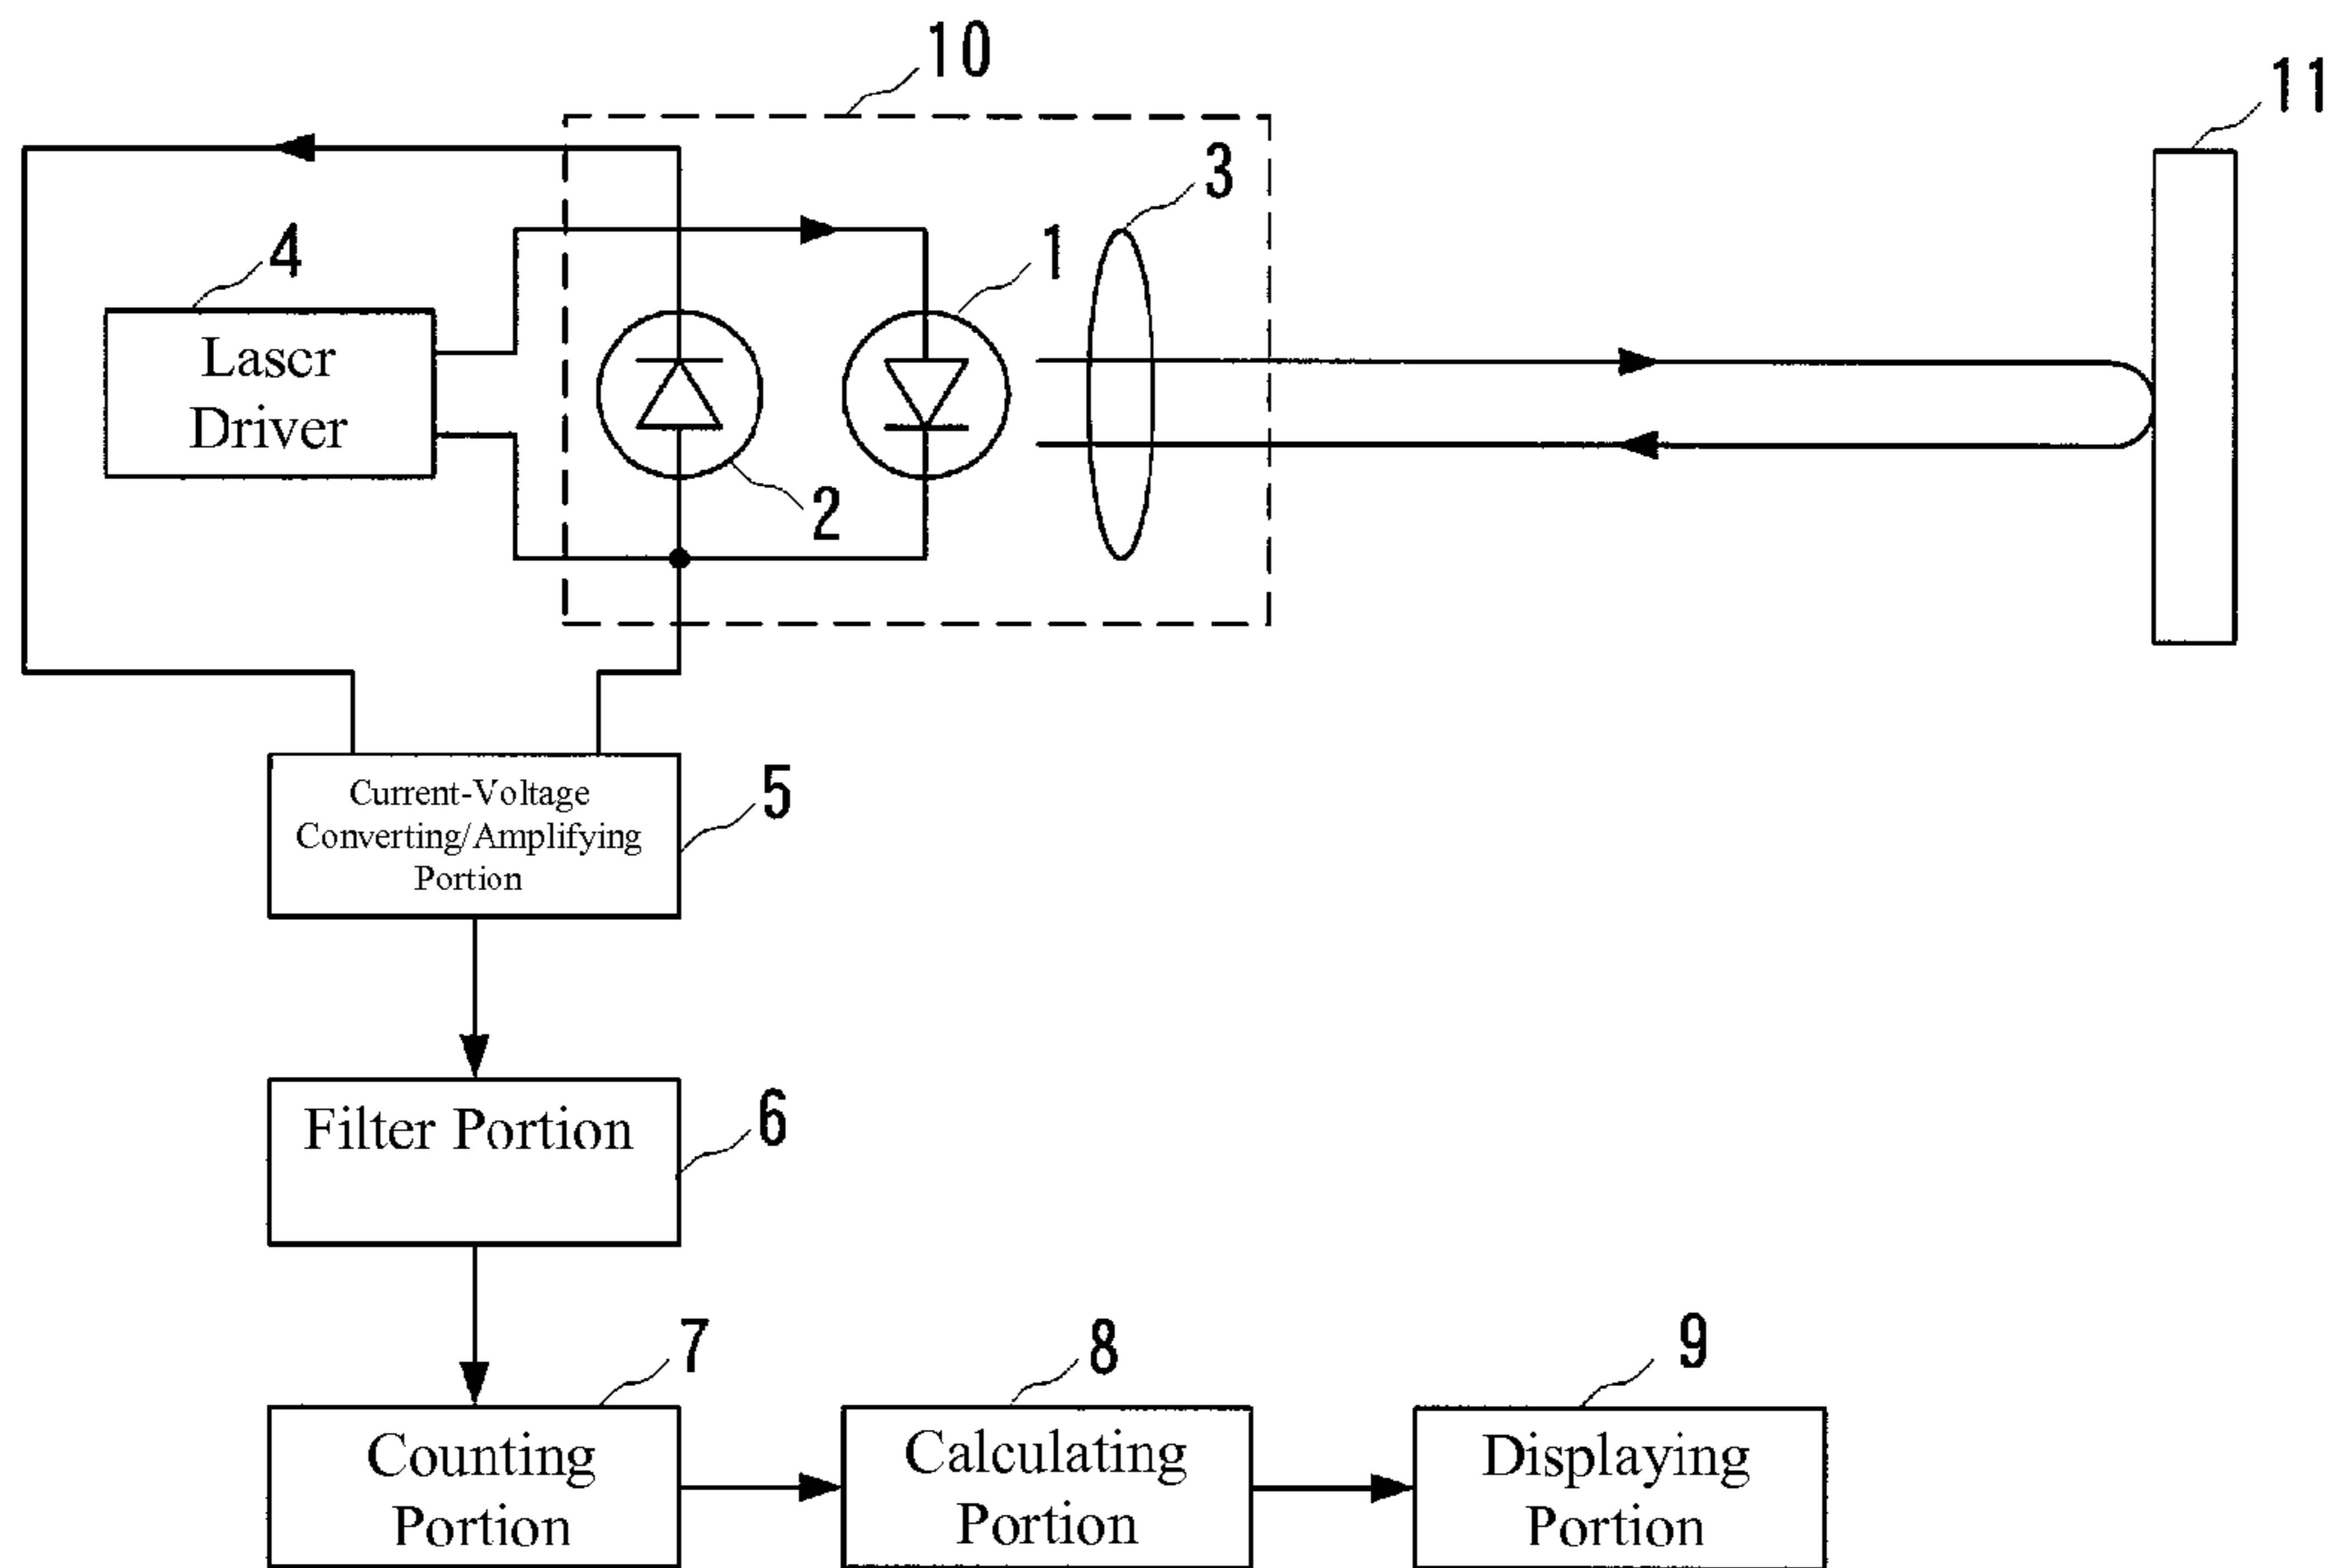 10
11
3
4
1
Laser
Driver
2
Current-Voltage
Converting/Amplifying
Portion
5
Filter Portion
6
7
8
9
Counting
Portion
Calculating
Portion
Displaying
Portion